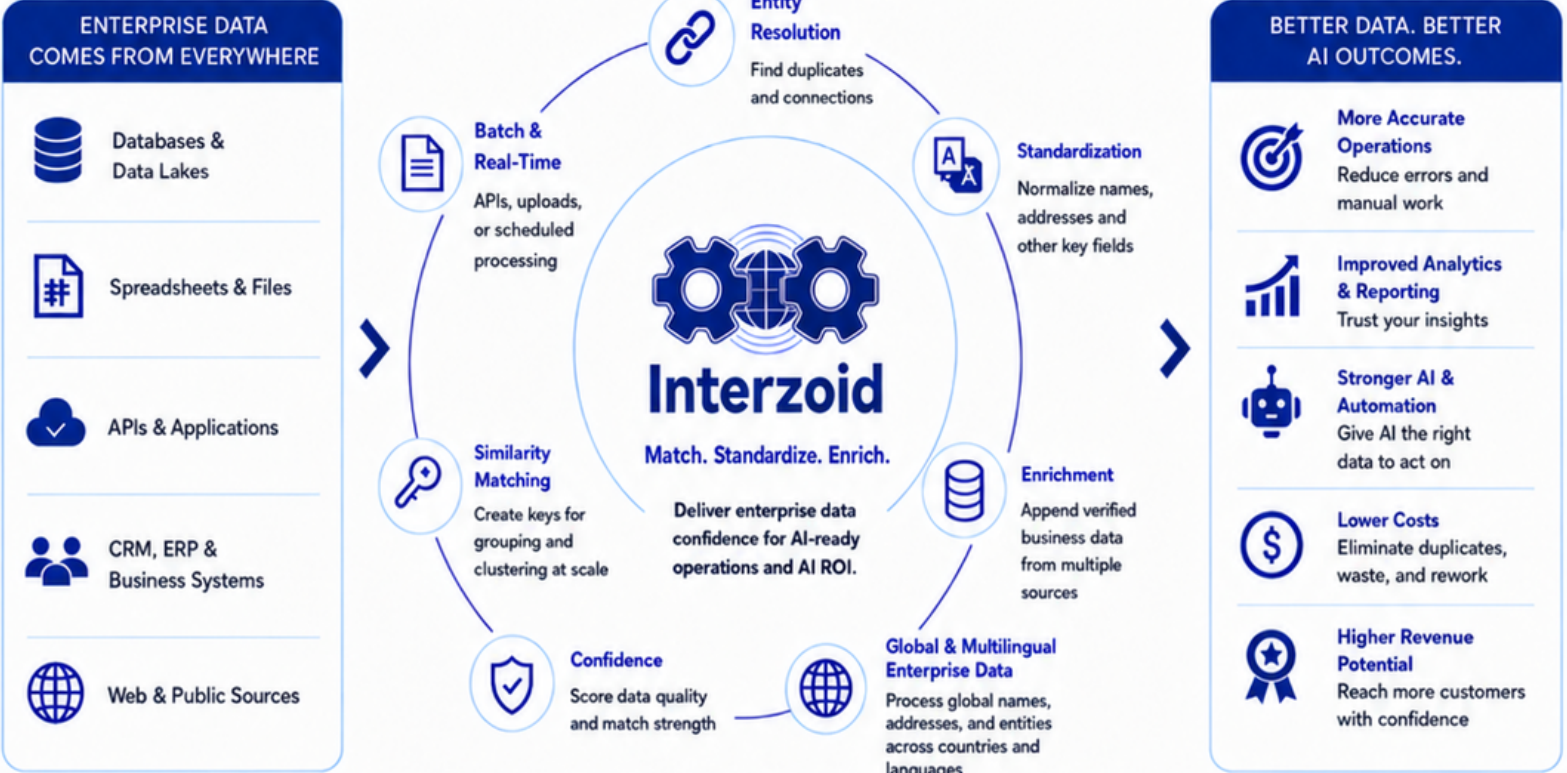 ENTERPRISE DATA
COMES FROM EVERYWHERE
Databases &
Data Lakes
Spreadsheets & Files
APIs & Applications
CRM, ERP &
Business Systems
Web & Public Sources
Entity
Resolution
Find duplicates
and connections
Batch &
Real-Time
APIs, uploads,
or scheduled
processing
Standardization
Normalize names,
addresses and
other key fields
Interzoid
Match. Standardize. Enrich.
Deliver enterprise data
confidence for AI-ready
operations and AI ROI.
Similarity
Matching
Create keys for
grouping and
clustering at scale
Enrichment
Append verified
business data
from multiple
sources
Confidence
Score data quality
and match strength
Global & Multilingual
Enterprise Data
Process global names,
addresses, and entities
across countries and
languages
BETTER DATA. BETTER
AI OUTCOMES.
More Accurate
Operations
Reduce errors and
manual work
Improved Analytics
& Reporting
Trust your insights
Stronger AI &
Automation
Give AI the right
data to act on
Lower Costs
Eliminate duplicates,
waste, and rework
Higher Revenue
Potential
Reach more customers
with confidence